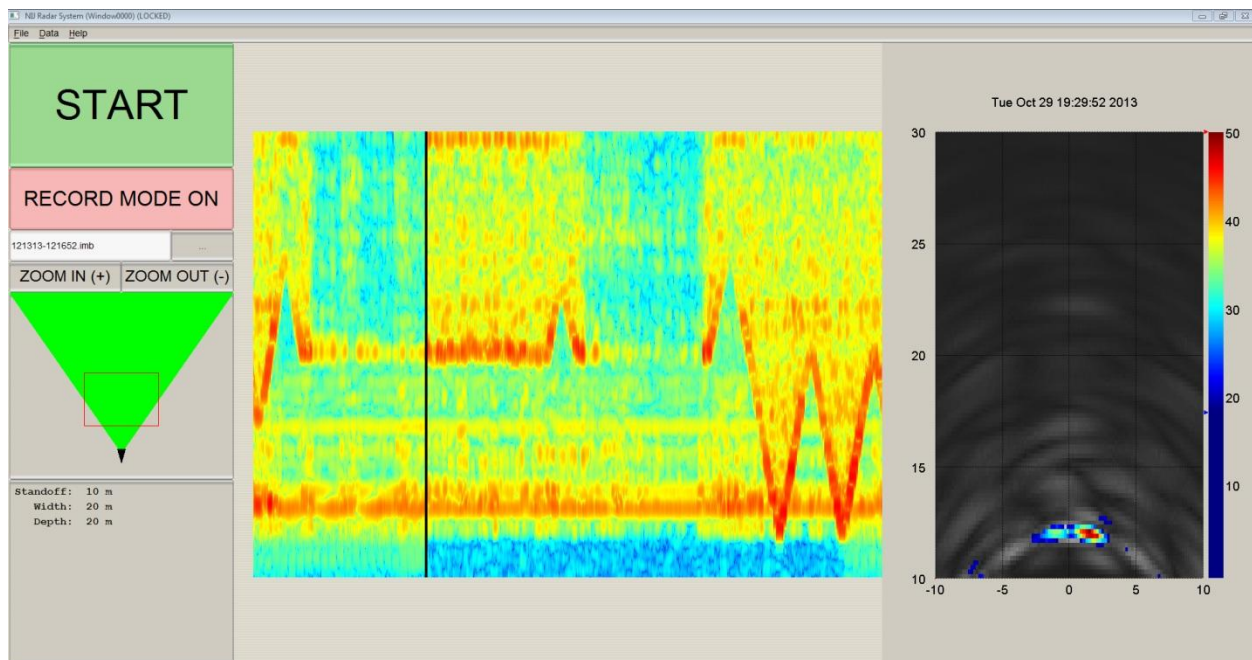 NIJ Radar System (Window0000) (LOCKED)
File Data Help
START
RECORD MODE ON
121313-121652.imb
...
ZOOM IN (+) ZOOM OUT (-)
Standoff: 10 m
Width: 20 m
Depth: 20 m
Tue Oct 29 19:29:52 2013
30
25
20
15
10
-10 -5 0 5 10
50
40
30
20
10